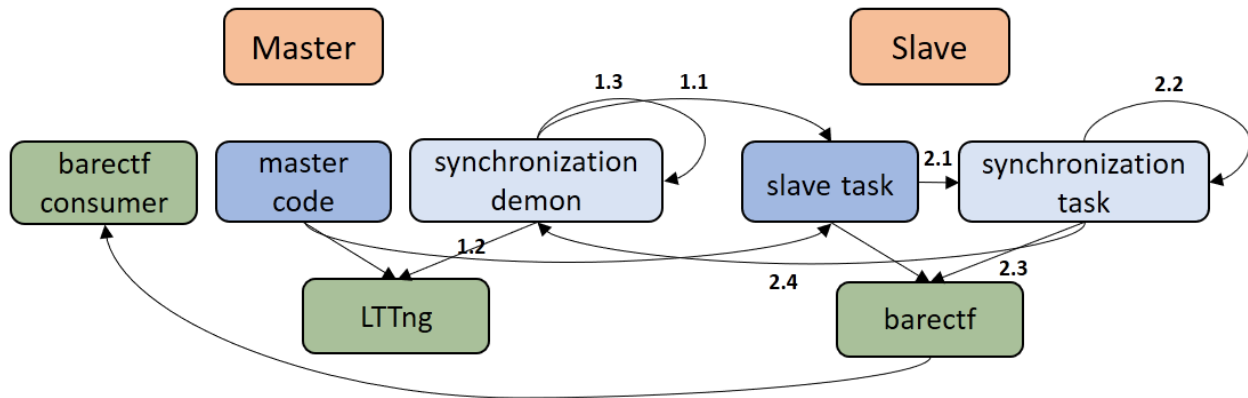 Master
Slave
1.3
1.1
2.2
barectf
consumer
master
code
synchronization
demon
slave task
2.1
synchronization
task
1.2
2.4
2.3
LTTng
barectf